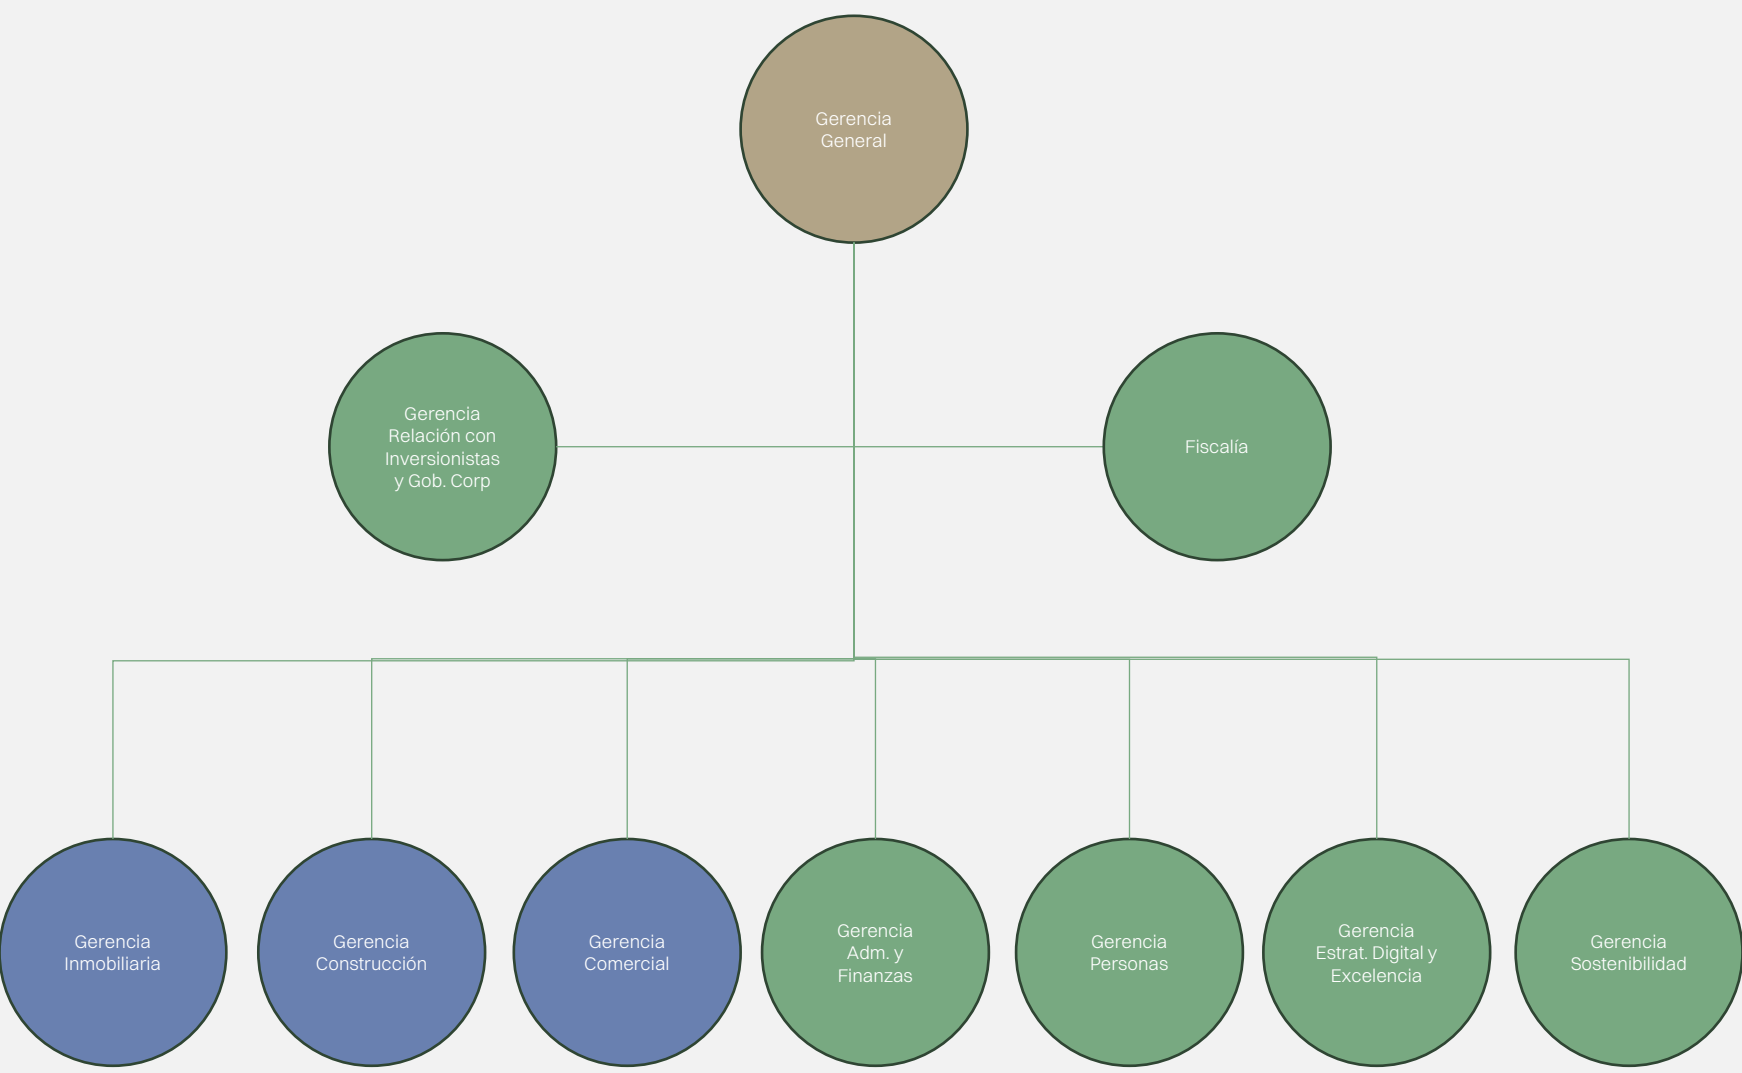 Gerencia
General
Gerencia
Relación con
Inversionistas
y Gob. Corp
Fiscalía
Gerencia
Inmobiliaria
Gerencia
Construcción
Gerencia
Comercial
Gerencia
Adm. y
Finanzas
Gerencia
Personas
Gerencia
Estrat. Digital y
Excelencia
Gerencia
Sostenibilidad